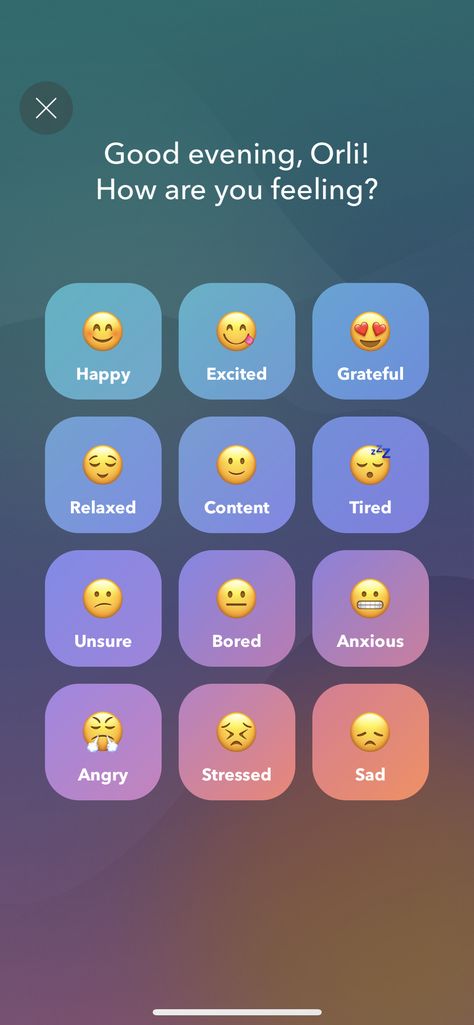 Good evening, Orli!
How are you feeling?
Happy
Excited
Grateful
Relaxed
Content
Tired
Unsure
Bored
Anxious
Angry
Stressed
Sad